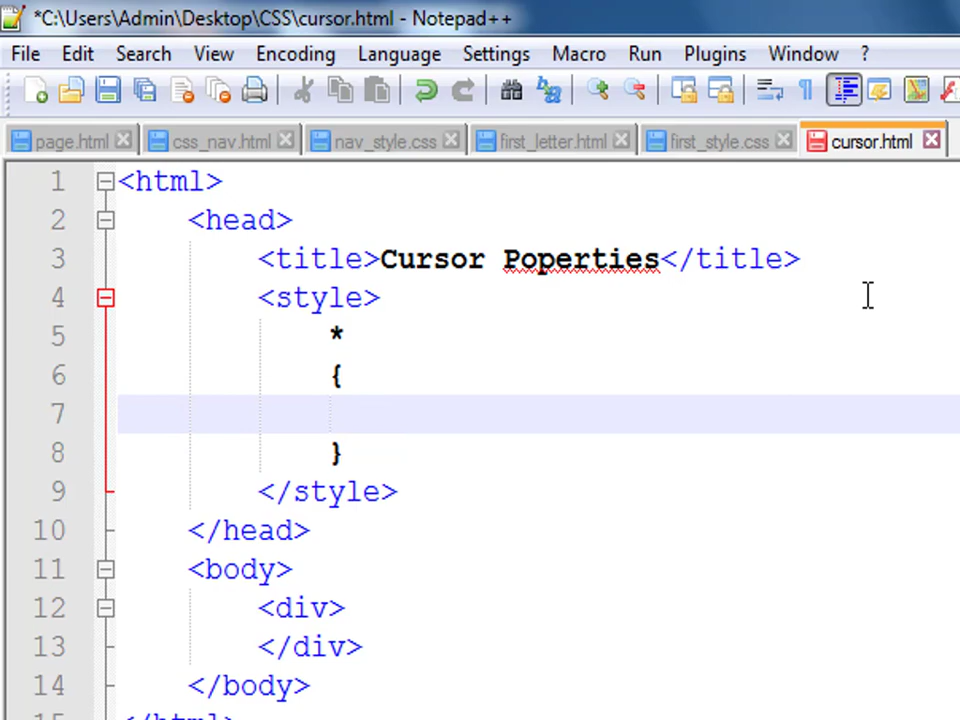 *C:\Users\Admin\Desktop\CSS\cursor.html - Notepad++
File Edit Search View Encoding Language Settings Macro Run Plugins Window ?
page.html css_nav.html nav_style.css first_letter.html first_style.css cursor.html
1 <html>
2 <head>
3 <title>Cursor Poperties</title>
4 <style>
5 *
6 {
7
8 }
9 </style>
10 </head>
11 <body>
12 <div>
13 </div>
14 </body>
15 </html>